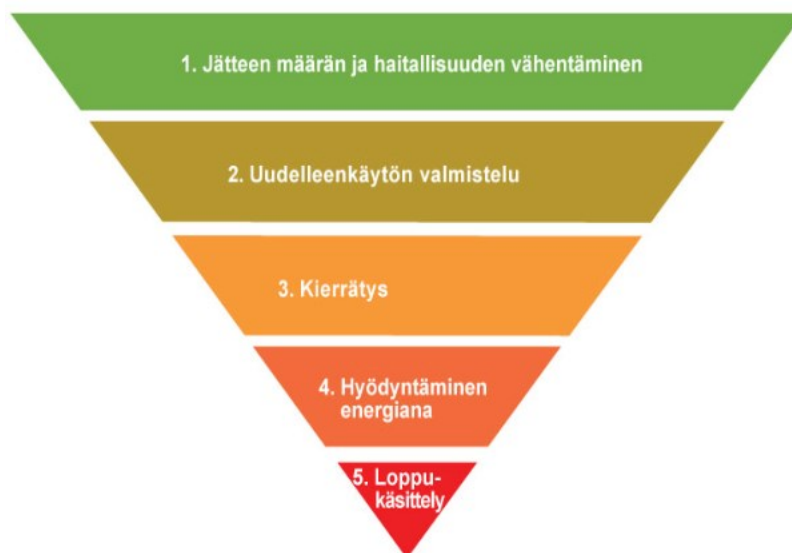 1. Jätteen määrän ja haitallisuuden vähentäminen
2. Uudelleenkäytön valmistelu
3. Kierrätys
4. Hyödyntäminen
energiana
5. Loppu-
käsittely